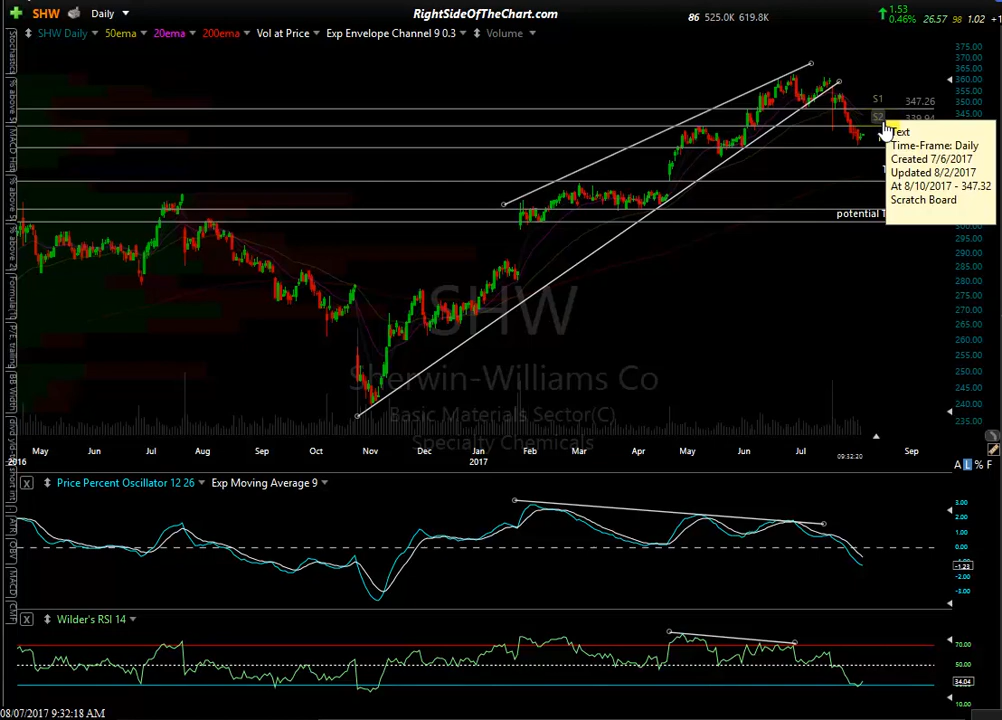 SHW Daily RightSideOfTheChart.com 86 525.0K 619.8K 1.53 0.46% 26.57 98 1.02 +1
SHW Daily 50ema 20ema 200ema Vol at Price Exp Envelope Channel 9 0.3 Volume
375.00
370.00
365.00
360.00
355.00
350.00
345.00
S1 347.26
S2 339.94
Text
Time-Frame: Daily
Created 7/6/2017
Updated 8/2/2017
At 8/10/2017 - 347.32
Scratch Board
potential
300.00
295.00
290.00
285.00
280.00
275.00
270.00
265.00
260.00
255.00
250.00
245.00
240.00
235.00
SHW
Sherwin-Williams Co
Basic Materials Sector(C)
Specialty Chemicals
May Jun Jul Aug Sep Oct Nov Dec Jan Feb Mar Apr May Jun Jul Sep
2016 2017 09:32:20
A L % F
X Price Percent Oscillator 12 26 Exp Moving Average 9
3.00
2.00
1.00
0.00
-1.23
-2.00
-3.00
X Wilder's RSI 14
70.00
50.00
34.04
10.00
08/07/2017 9:32:18 AM